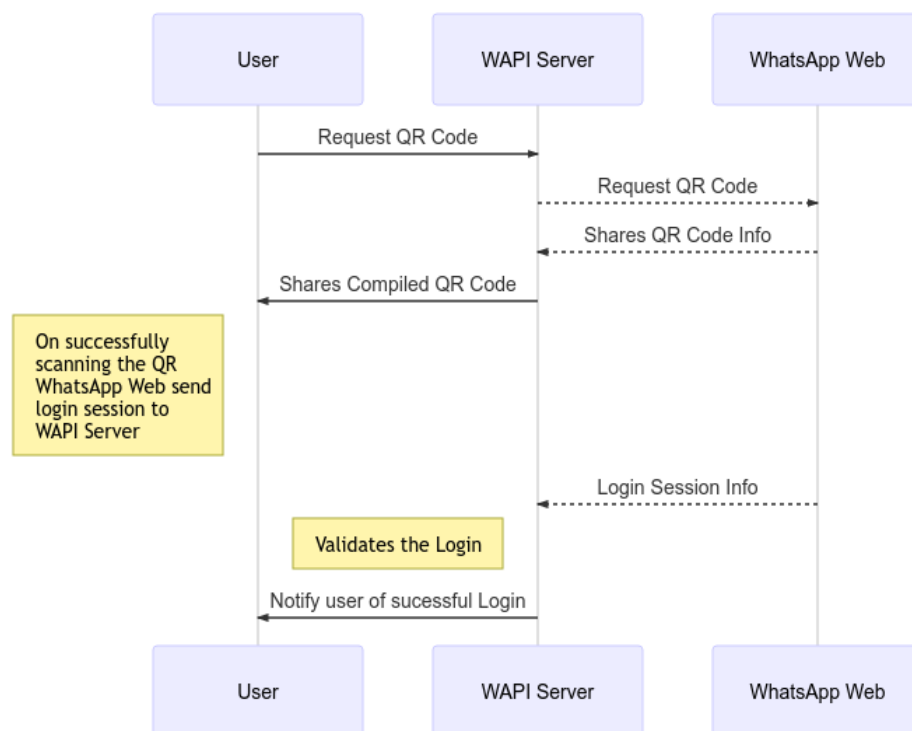 User
WAPI Server
WhatsApp Web
Request QR Code
Request QR Code
Shares QR Code Info
Shares Compiled QR Code
On successfully
scanning the QR
WhatsApp Web send
login session to
WAPI Server
Login Session Info
Validates the Login
Notify user of sucessful Login
User
WAPI Server
WhatsApp Web